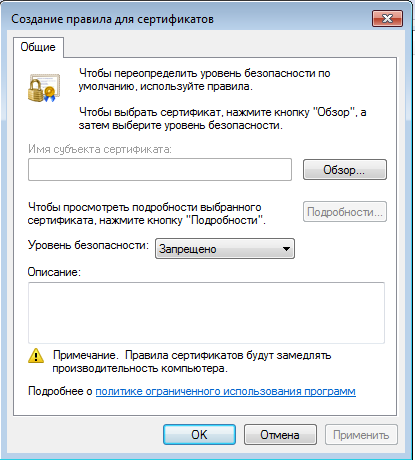 Создание правила для сертификатов
Общие
Чтобы переопределить уровень безопасности по
умолчанию, используйте правила.
Чтобы выбрать сертификат, нажмите кнопку "Обзор", а
затем выберите уровень безопасности.
Имя субъекта сертификата:
Обзор...
Чтобы просмотреть подробности выбранного
сертификата, нажмите кнопку "Подробности".
Подробности...
Уровень безопасности:
Запрещено
Описание:
Примечание. Правила сертификатов будут замедлять
производительность компьютера.
Подробнее о политике ограниченного использования программ
OK
Отмена
Применить